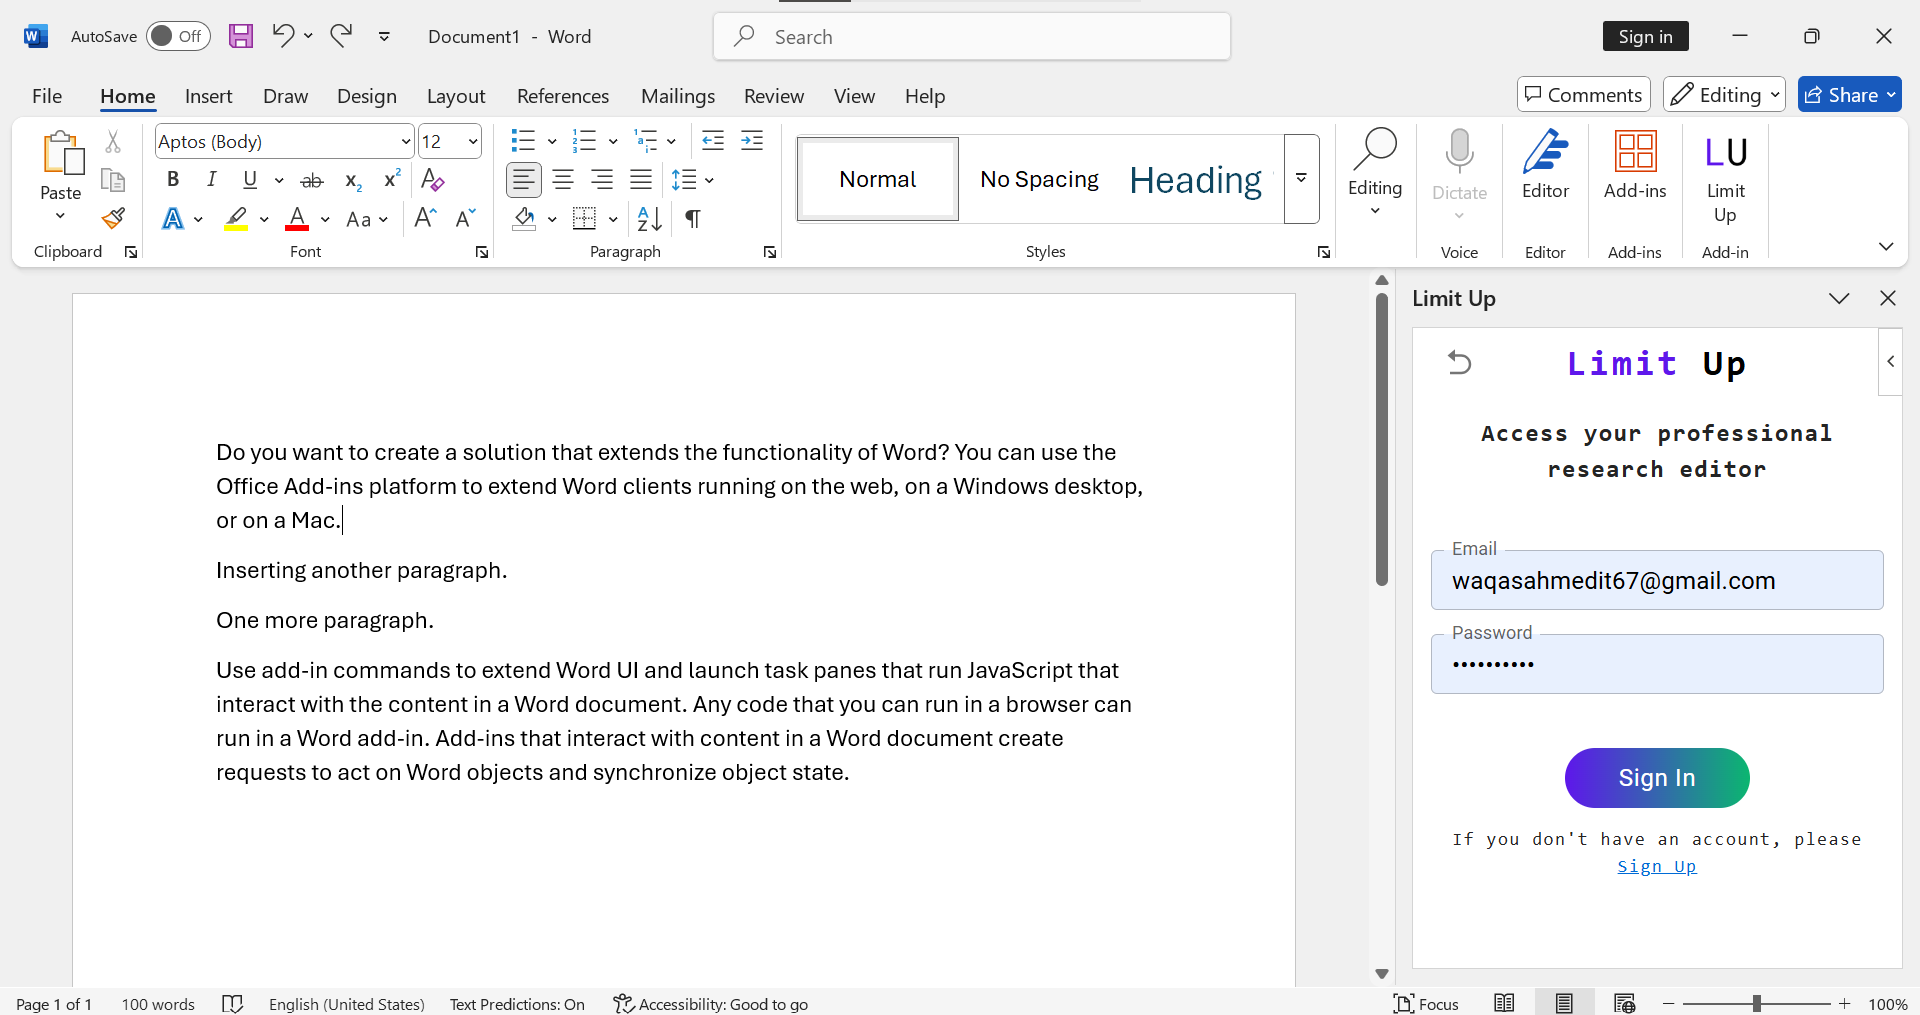 AutoSave Off Document1 - Word Search Sign in
File Home Insert Draw Design Layout References Mailings Review View Help Comments Editing Share
Paste
Clipboard
Aptos (Body) 12
B I U ab x2 x2 A
A A Aa A A
Font
Paragraph
Normal No Spacing Heading
Styles
Editing
Dictate
Voice
Editor
Editor
Add-ins
Add-ins
LU
Limit
Up
Add-in
Do you want to create a solution that extends the functionality of Word? You can use the
Office Add-ins platform to extend Word clients running on the web, on a Windows desktop,
or on a Mac.
Inserting another paragraph.
One more paragraph.
Use add-in commands to extend Word UI and launch task panes that run JavaScript that
interact with the content in a Word document. Any code that you can run in a browser can
run in a Word add-in. Add-ins that interact with content in a Word document create
requests to act on Word objects and synchronize object state.
Limit Up
Limit Up
Access your professional
research editor
Email
waqasahmedit67@gmail.com
Password
••••••••••
Sign In
If you don't have an account, please
Sign Up
Page 1 of 1 100 words English (United States) Text Predictions: On Accessibility: Good to go Focus 100%